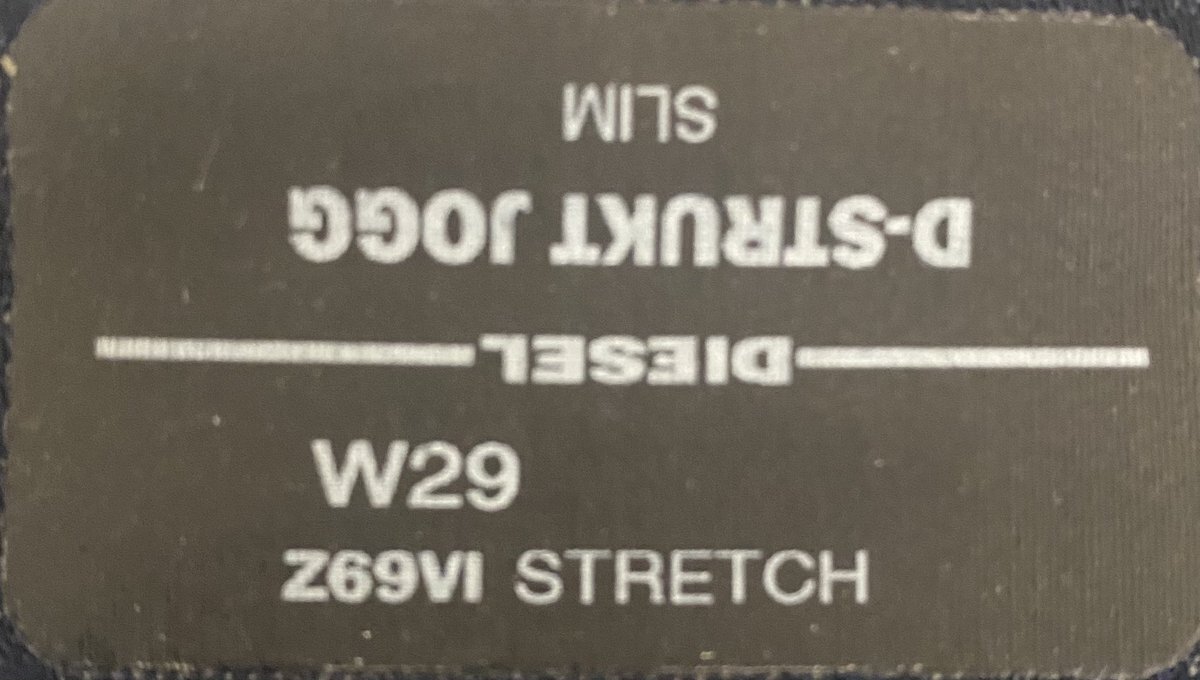 DIESEL
D-STRUKT JOGG
SLIM
W29
Z69VI STRETCH